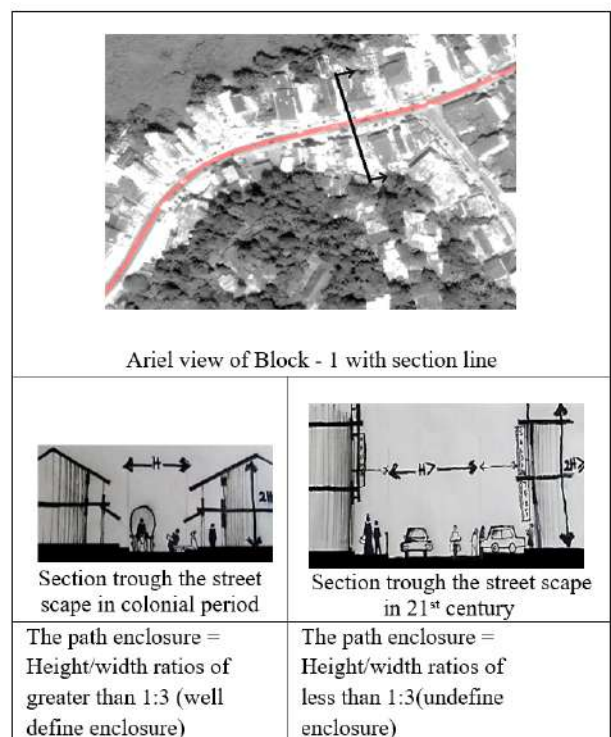 Ariel view of Block - 1 with section line
H
2H
H>
2H>
Section trough the street
scape in colonial period
Section trough the street scape
in 21st century
The path enclosure =
Height/width ratios of
greater than 1:3 (well
define enclosure)
The path enclosure =
Height/width ratios of
less than 1:3(undefine
enclosure)